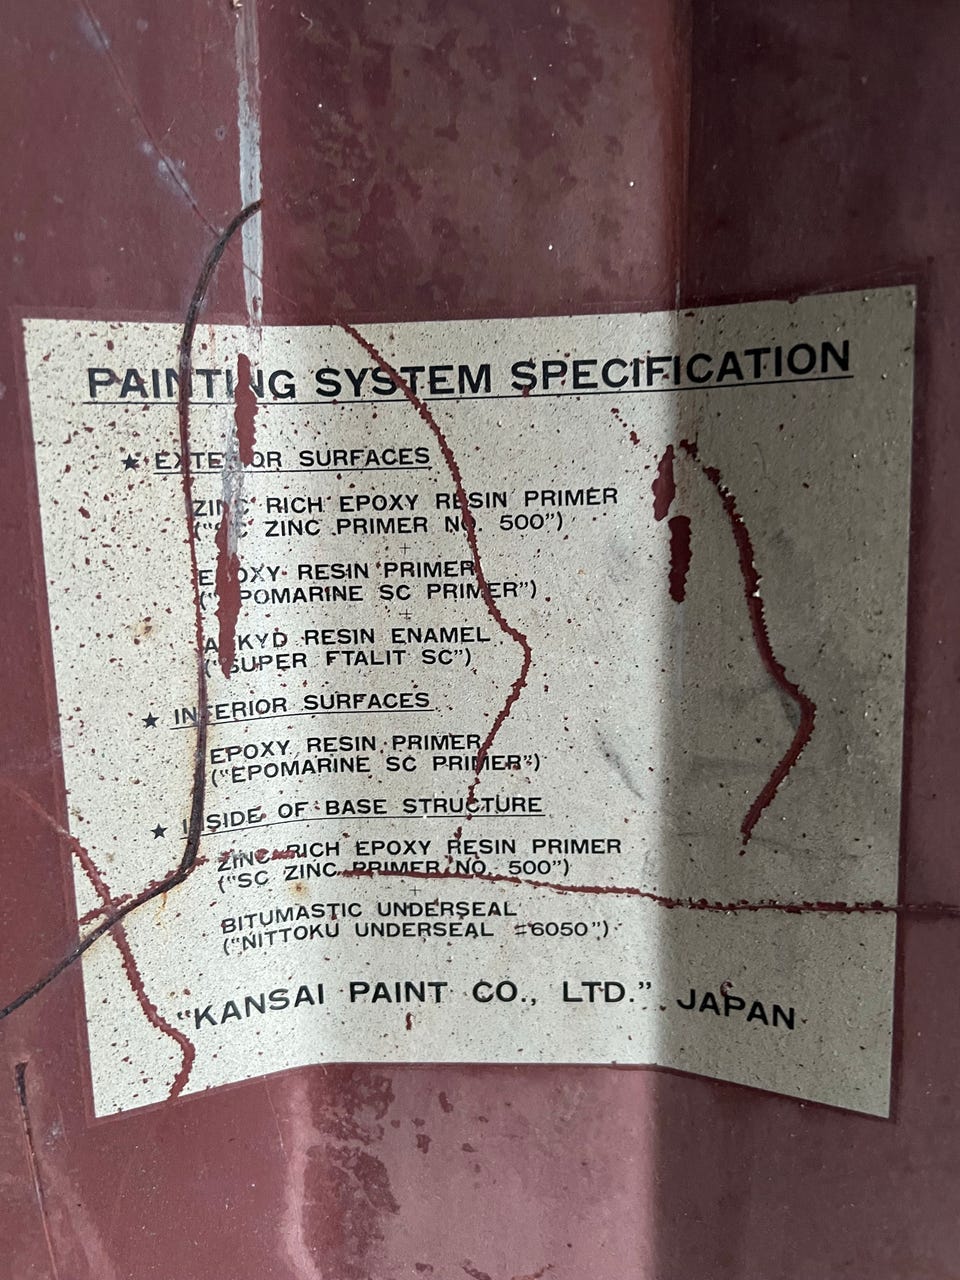 PAINTING SYSTEM SPECIFICATION
★ EXTERIOR SURFACES
ZINC RICH EPOXY RESIN PRIMER
("SC ZINC PRIMER NO. 500")
+
EPOXY RESIN PRIMER
("EPOMARINE SC PRIMER")
+
ALKYD RESIN ENAMEL
("SUPER FTALIT SC")
★ INTERIOR SURFACES
EPOXY RESIN PRIMER
("EPOMARINE SC PRIMER")
★ INSIDE OF BASE STRUCTURE
ZINC RICH EPOXY RESIN PRIMER
("SC ZINC PRIMER NO. 500")
+
BITUMASTIC UNDERSEAL
("NITTOKU UNDERSEAL #6050")
"KANSAI PAINT CO., LTD." JAPAN